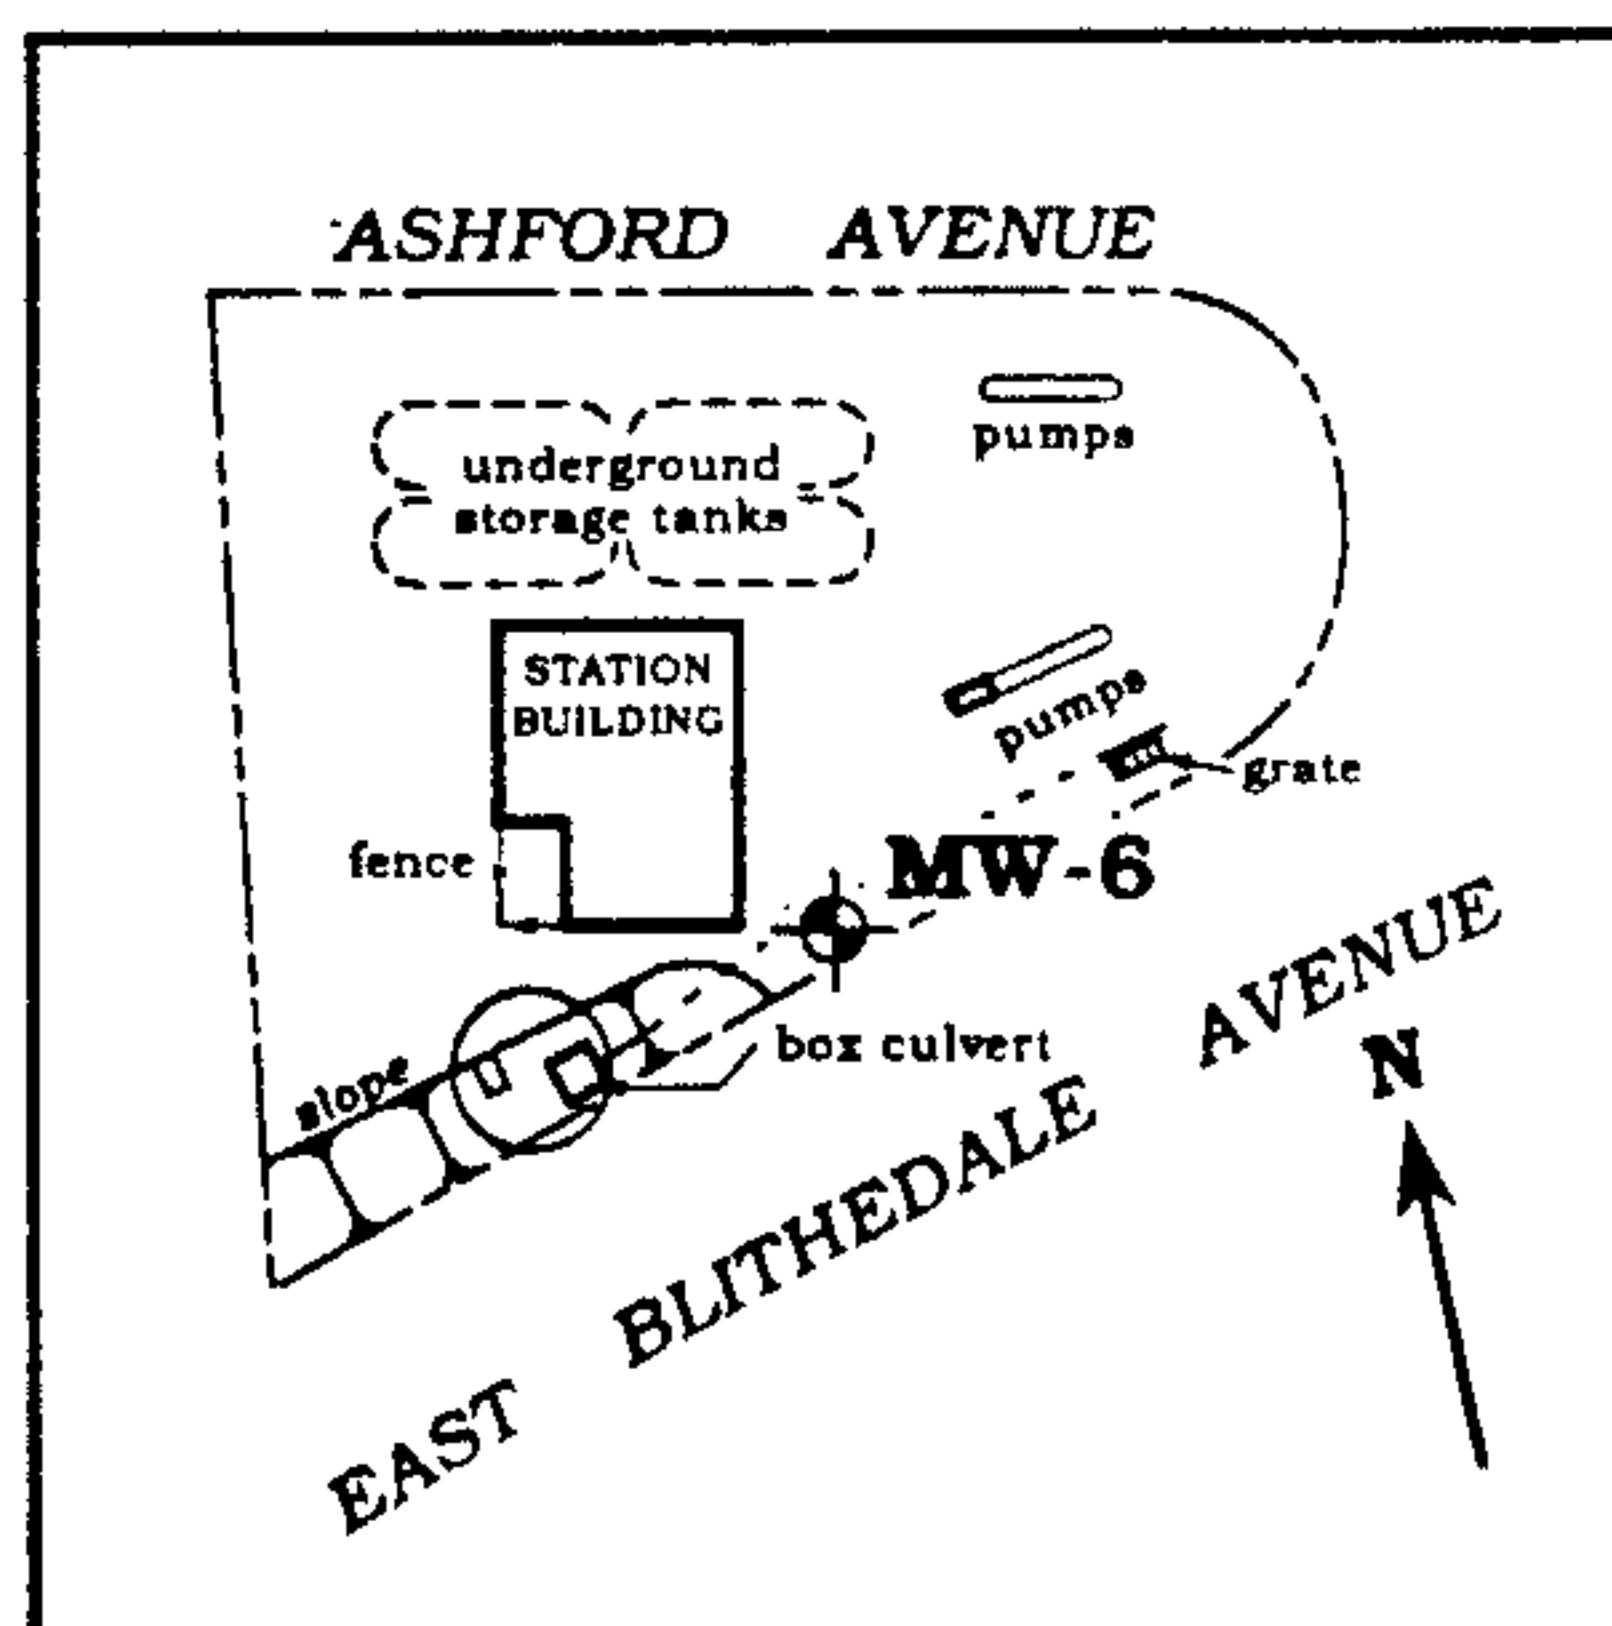 ASHFORD AVENUE
pumps
underground
storage tanks
STATION
BUILDING
pumps
grate
fence
MW-6
box culvert
slope
EAST BLITHEDALE AVENUE
N